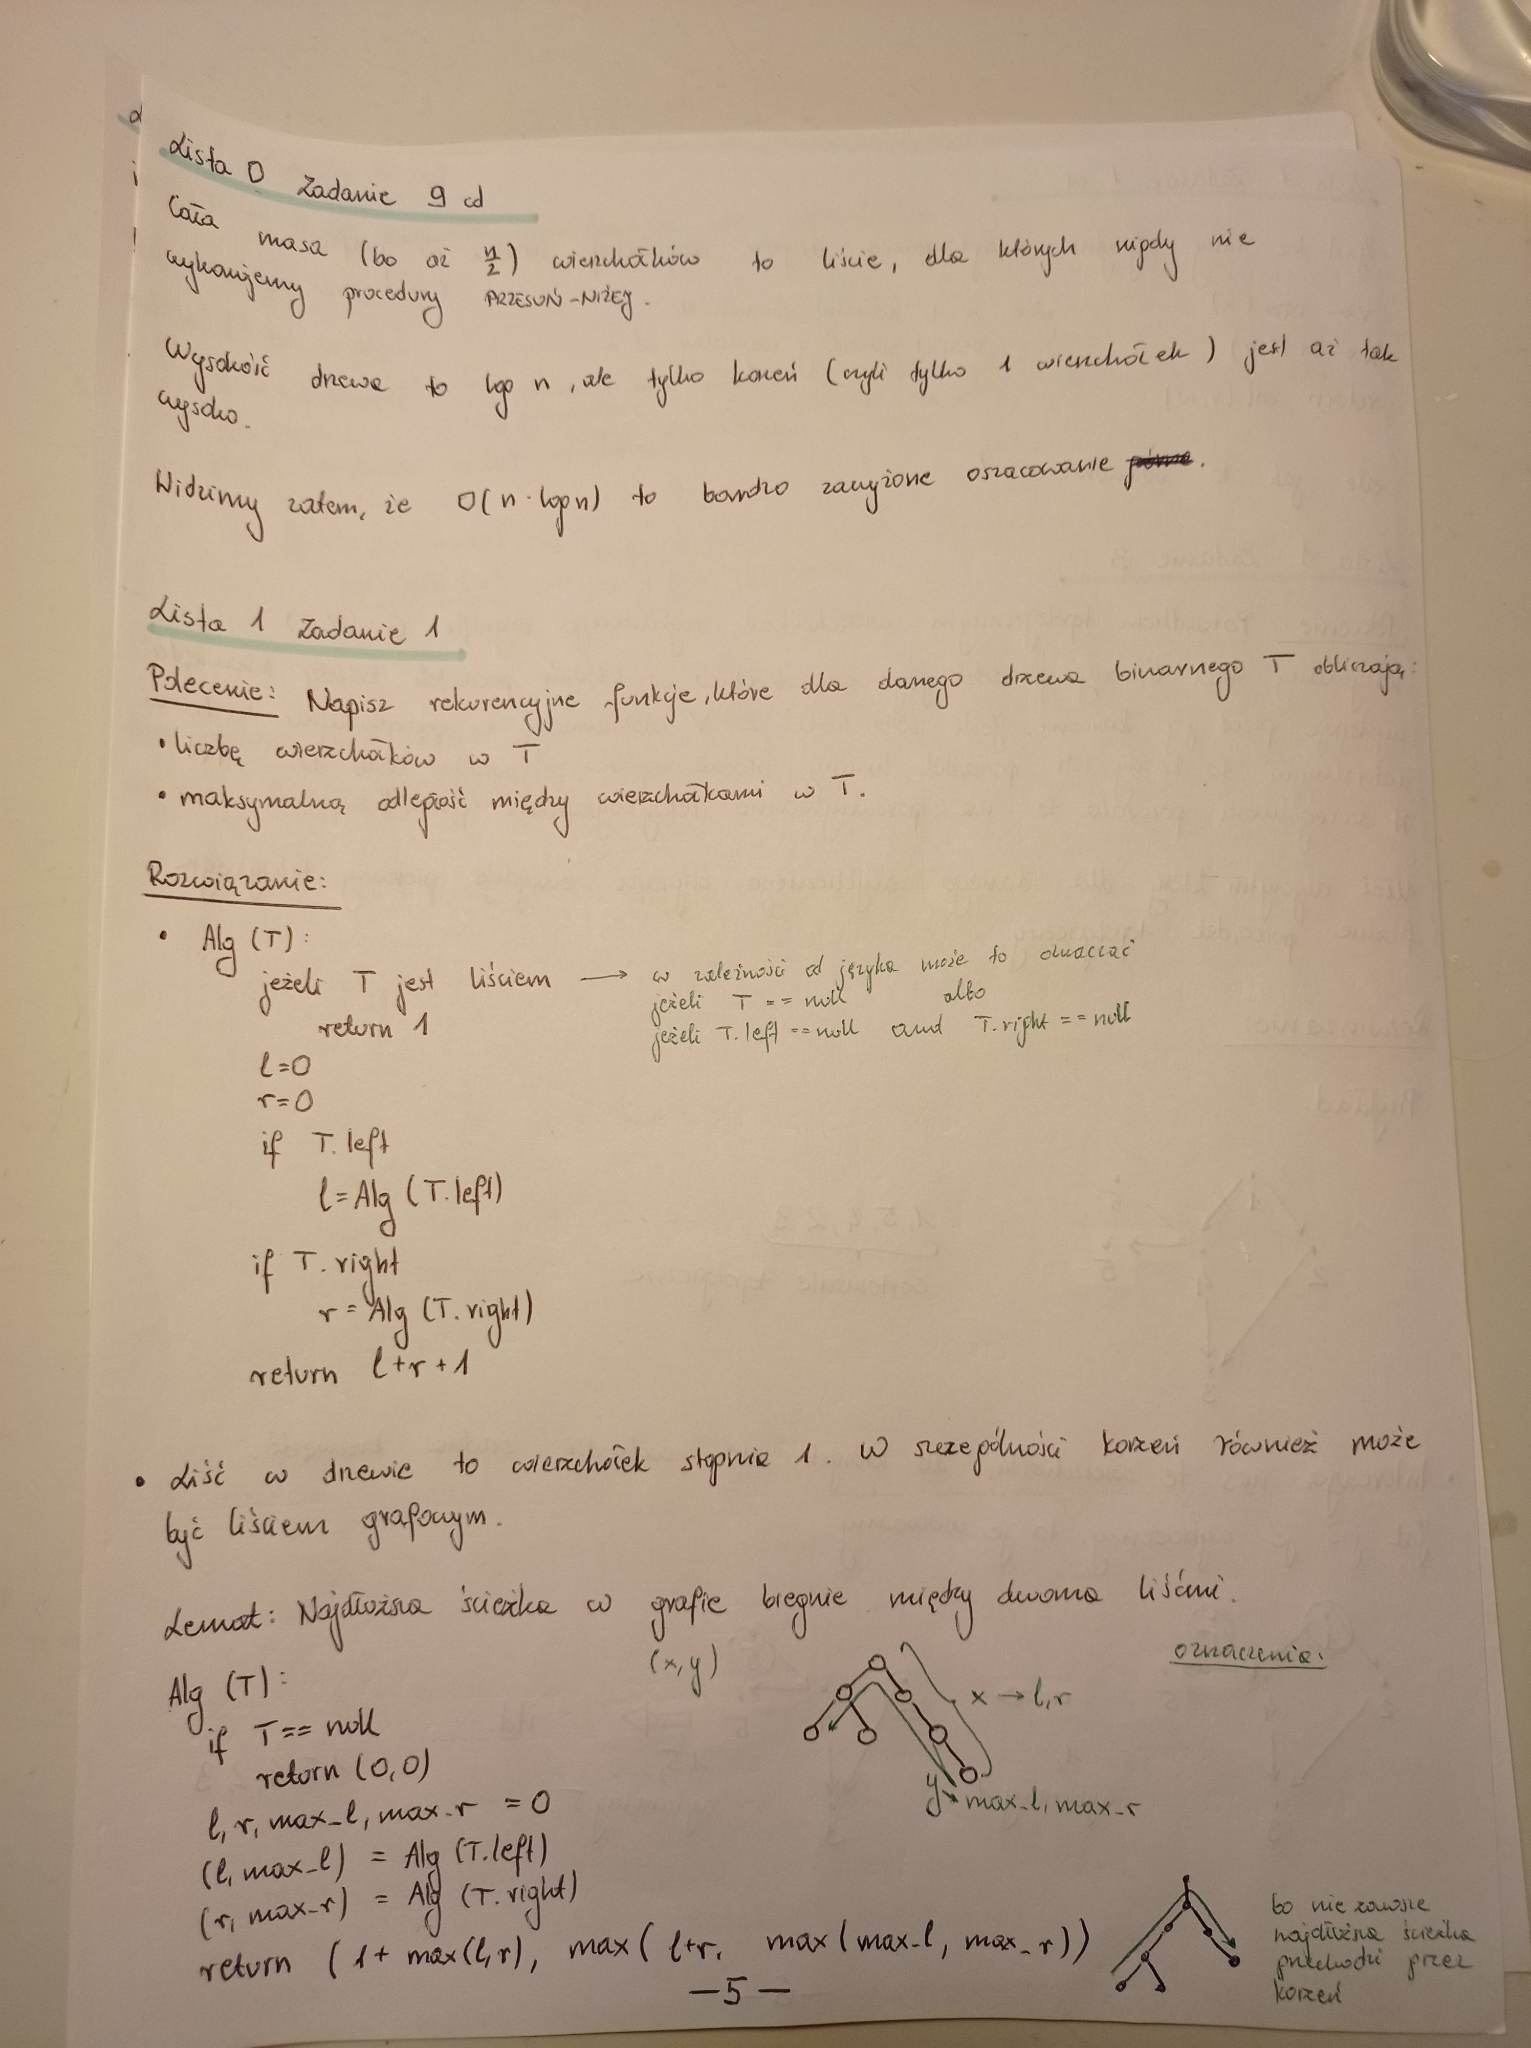 Lista 0 Zadanie 9 cd
Cała masa (bo aż n/2) wierzchołków to liście, dla których nigdy nie
wykonujemy procedury PRZESUŃ-NIŻEJ.
Wysokość drzewa to log n, ale tylko korzeń (czyli tylko 1 wierzchołek) jest aż tak
wysoko.
Widzimy zatem, że O(n·log n) to bardzo zawyżone oszacowanie.
Lista 1 Zadanie 1
Polecenie: Napisz rekurencyjne funkcje, które dla danego drzewa binarnego T obliczają:
• liczbę wierzchołków w T
• maksymalną odległość między wierzchołkami w T.
Rozwiązanie:
• Alg (T):
jeżeli T jest liściem → w zależności od języka może to oznaczać
jeżeli T == null albo
jeżeli T.left == null and T.right == null
return 1
l=0
r=0
if T.left
l=Alg (T.left)
if T.right
r=Alg (T.right)
return l+r+1
• Liść w drzewie to wierzchołek stopnia 1. W szczególności korzeń również może
być liściem grafowym.
Lemat: Najdłuższa ścieżka w grafie biegnie między dwoma liśćmi.
(x,y)
oznaczenia:
x → l,r
y → max_l, max_r
Alg (T):
if T== null
return (0,0)
l, r, max_l, max_r = 0
(l, max_l) = Alg (T.left)
(r, max_r) = Alg (T.right)
return (1+ max(l,r), max( l+r, max(max_l, max_r))
bo nie zawsze
najdłuższa ścieżka
przechodzi przez
korzeń
—5—